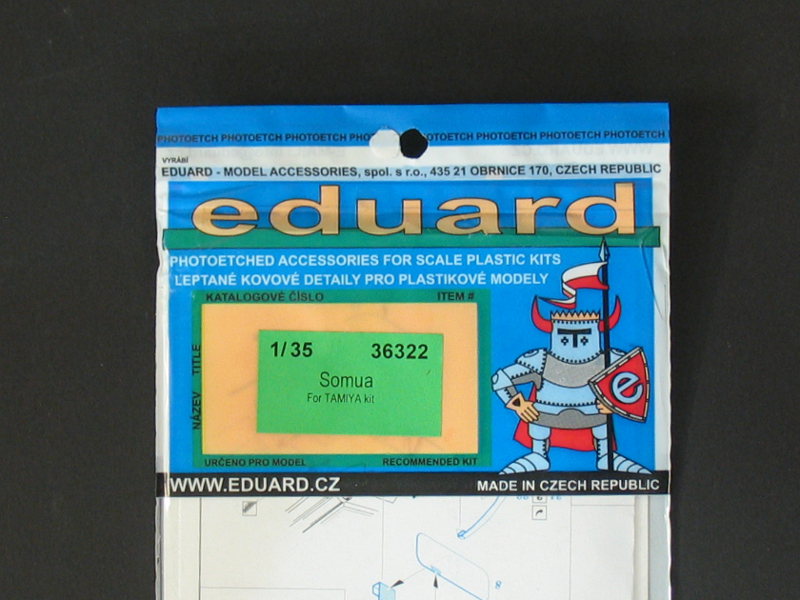 PHOTOETCH PHOTOETCH PHOTOETCH PHOTOETCH PHOTOETCH PHOTOETCH PHOTOETCH PHOTOETCH
VYRÁBÍ
EDUARD - MODEL ACCESSORIES, spol. s r.o., 435 21 OBRNICE 170, CZECH REPUBLIC
eduard
PHOTOETCHED ACCESSORIES FOR SCALE PLASTIC KITS
LEPTANÉ KOVOVÉ DETAILY PRO PLASTIKOVÉ MODELY
KATALOGOVÉ ČÍSLO ITEM #
NÁZEV TITLE
1/35 36322
Somua
For TAMIYA kit
e
URČENO PRO MODEL RECOMMENDED KIT
WWW.EDUARD.CZ MADE IN CZECH REPUBLIC